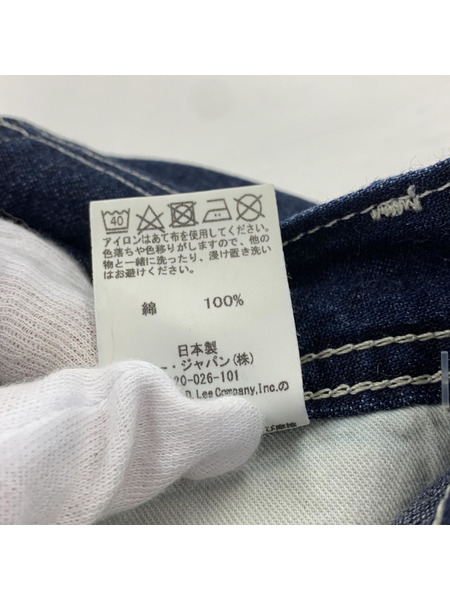 40
アイロンはあて布を使用してください。
色落ちや色移りがしますので、他の
物と一緒に洗ったり、浸け置き洗い
はお避けください。
綿 100%
日本製
ー・ジャパン(株)
20-026-101
D. Lee Company, Inc.の